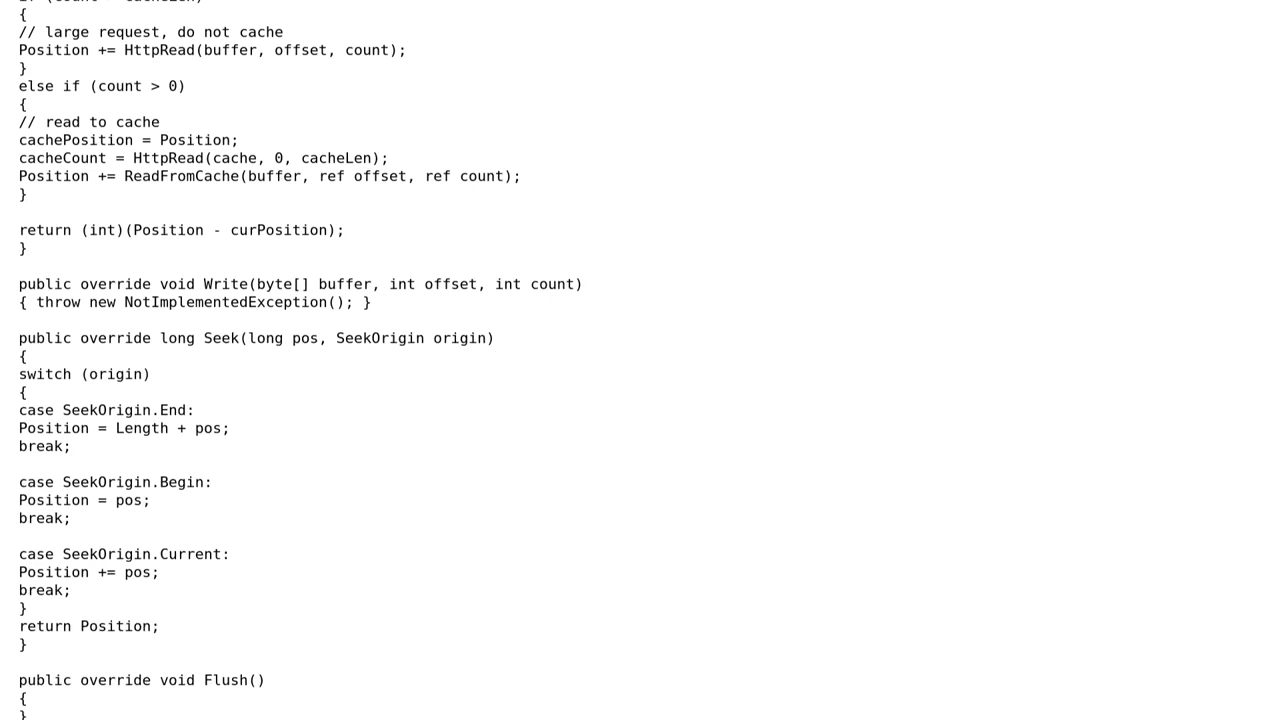 {
// large request, do not cache
Position += HttpRead(buffer, offset, count);
}
else if (count > 0)
{
// read to cache
cachePosition = Position;
cacheCount = HttpRead(cache, 0, cacheLen);
Position += ReadFromCache(buffer, ref offset, ref count);
}
return (int)(Position - curPosition);
}
public override void Write(byte[] buffer, int offset, int count)
{ throw new NotImplementedException(); }
public override long Seek(long pos, SeekOrigin origin)
{
switch (origin)
{
case SeekOrigin.End:
Position = Length + pos;
break;
case SeekOrigin.Begin:
Position = pos;
break;
case SeekOrigin.Current:
Position += pos;
break;
}
return Position;
}
public override void Flush()
{
}